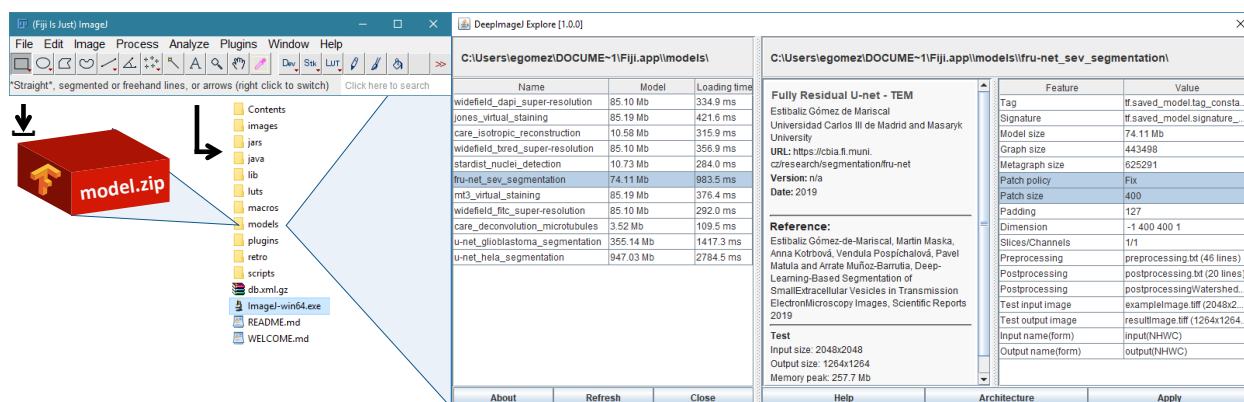 (Fiji Is Just) ImageJ
File Edit Image Process Analyze Plugins Window Help
A Dev Stk LUT >>
*Straight*, segmented or freehand lines, or arrows (right click to switch) Click here to search
model.zip
Contents
images
jars
java
lib
luts
macros
models
plugins
retro
scripts
db.xml.gz
ImageJ-win64.exe
README.md
WELCOME.md
DeepImageJ Explore [1.0.0]
C:\Users\egomez\DOCUME~1\Fiji.app\\models\
Name Model Loading time
widefield_dapi_super-resolution 85.10 Mb 334.9 ms
jones_virtual_staining 85.19 Mb 421.6 ms
care_isotropic_reconstruction 10.58 Mb 315.9 ms
widefield_txred_super-resolution 85.10 Mb 356.9 ms
stardist_nuclei_detection 10.73 Mb 284.0 ms
fru-net_sev_segmentation 74.11 Mb 983.5 ms
mt3_virtual_staining 85.19 Mb 376.4 ms
widefield_fitc_super-resolution 85.10 Mb 292.0 ms
care_deconvolution_microtubules 3.52 Mb 109.5 ms
u-net_glioblastoma_segmentation 355.14 Mb 1417.3 ms
u-net_hela_segmentation 947.03 Mb 2784.5 ms
About Refresh Close
C:\Users\egomez\DOCUME~1\Fiji.app\\models\\fru-net_sev_segmentation\
Fully Residual U-net - TEM
Estibaliz Gómez de Mariscal
Universidad Carlos III de Madrid and Masaryk
University
URL: https://cbia.fi.muni.
cz/research/segmentation/fru-net
Version: n/a
Date: 2019
Reference:
Estibaliz Gómez-de-Mariscal, Martin Maska,
Anna Kotrbová, Vendula Pospíchalová, Pavel
Matula and Arrate Muñoz-Barrutia, Deep-
Learning-Based Segmentation of
SmallExtracellular Vesicles in Transmission
ElectronMicroscopy Images, Scientific Reports
2019
Test
Input size: 2048x2048
Output size: 1264x1264
Memory peak: 257.7 Mb
Feature Value
Tag tf.saved_model.tag_consta...
Signature tf.saved_model.signature_...
Model size 74.11 Mb
Graph size 443498
Metagraph size 625291
Patch policy Fix
Patch size 400
Padding 127
Dimension -1 400 400 1
Slices/Channels 1/1
Preprocessing preprocessing.txt (46 lines)
Postprocessing postprocessing.txt (20 lines)
Postprocessing postprocessingWatershed...
Test input image exampleImage.tiff (2048x2...
Test output image resultImage.tiff (1264x1264...
Input name(form) input(NHWC)
Output name(form) output(NHWC)
Help Architecture Apply